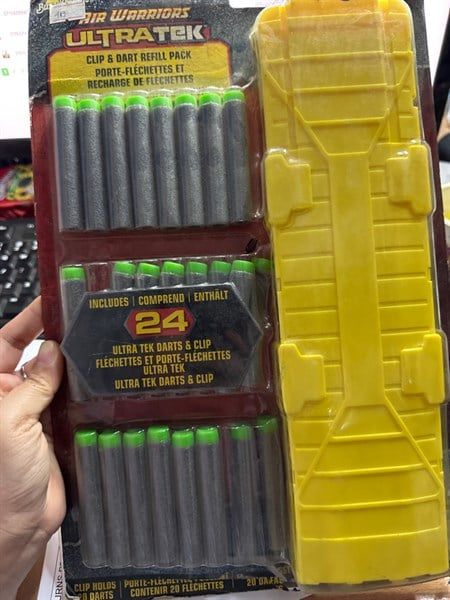 AIR WARRIORS
ULTRATEK
CLIP & DART REFILL PACK
PORTE-FLÉCHETTES ET
RECHARGE DE FLÉCHETTES
INCLUDES | COMPREND | ENTHÄLT
24
ULTRA TEK DARTS & CLIP
FLÉCHETTES ET PORTE-FLÉCHETTES
ULTRA TEK
ULTRA TEK DARTS & CLIP
CLIP HOLDS
DARTS
CONTENIR 20 FLÉCHETTES
20